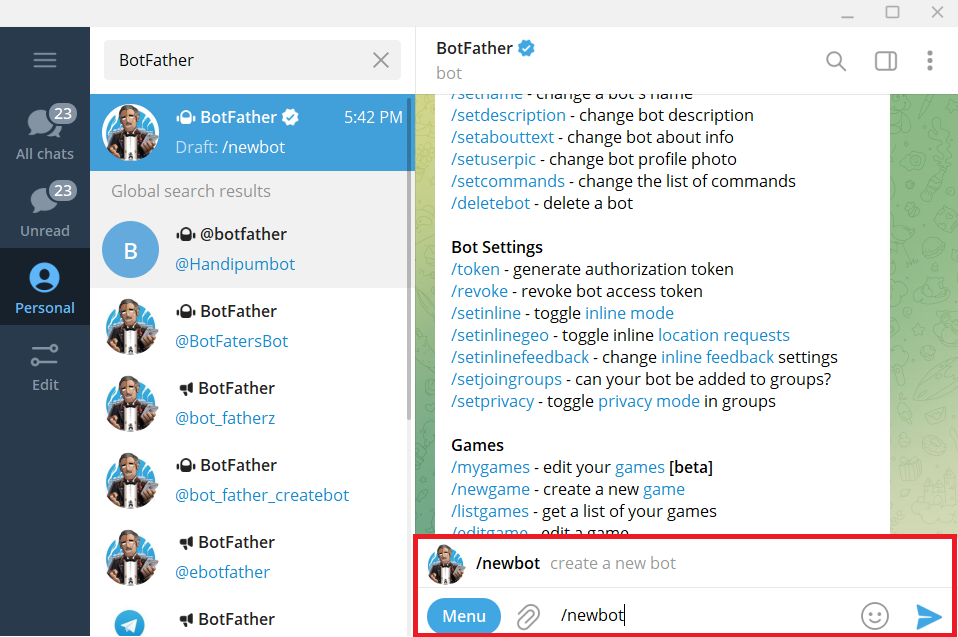 BotFather
23
All chats
23
Unread
Personal
Edit
BotFather 5:42 PM
Draft: /newbot
Global search results
B
@botfather
@Handipumbot
BotFather
@BotFatersBot
BotFather
@bot_fatherz
BotFather
@bot_father_createbot
BotFather
@ebotfather
BotFather
BotFather
bot
/setname - change a bot's name
/setdescription - change bot description
/setabouttext - change bot about info
/setuserpic - change bot profile photo
/setcommands - change the list of commands
/deletebot - delete a bot
Bot Settings
/token - generate authorization token
/revoke - revoke bot access token
/setinline - toggle inline mode
/setinlinegeo - toggle inline location requests
/setinlinefeedback - change inline feedback settings
/setjoingroups - can your bot be added to groups?
/setprivacy - toggle privacy mode in groups
Games
/mygames - edit your games [beta]
/newgame - create a new game
/listgames - get a list of your games
/editgame - edit a game
/newbot create a new bot
Menu /newbot